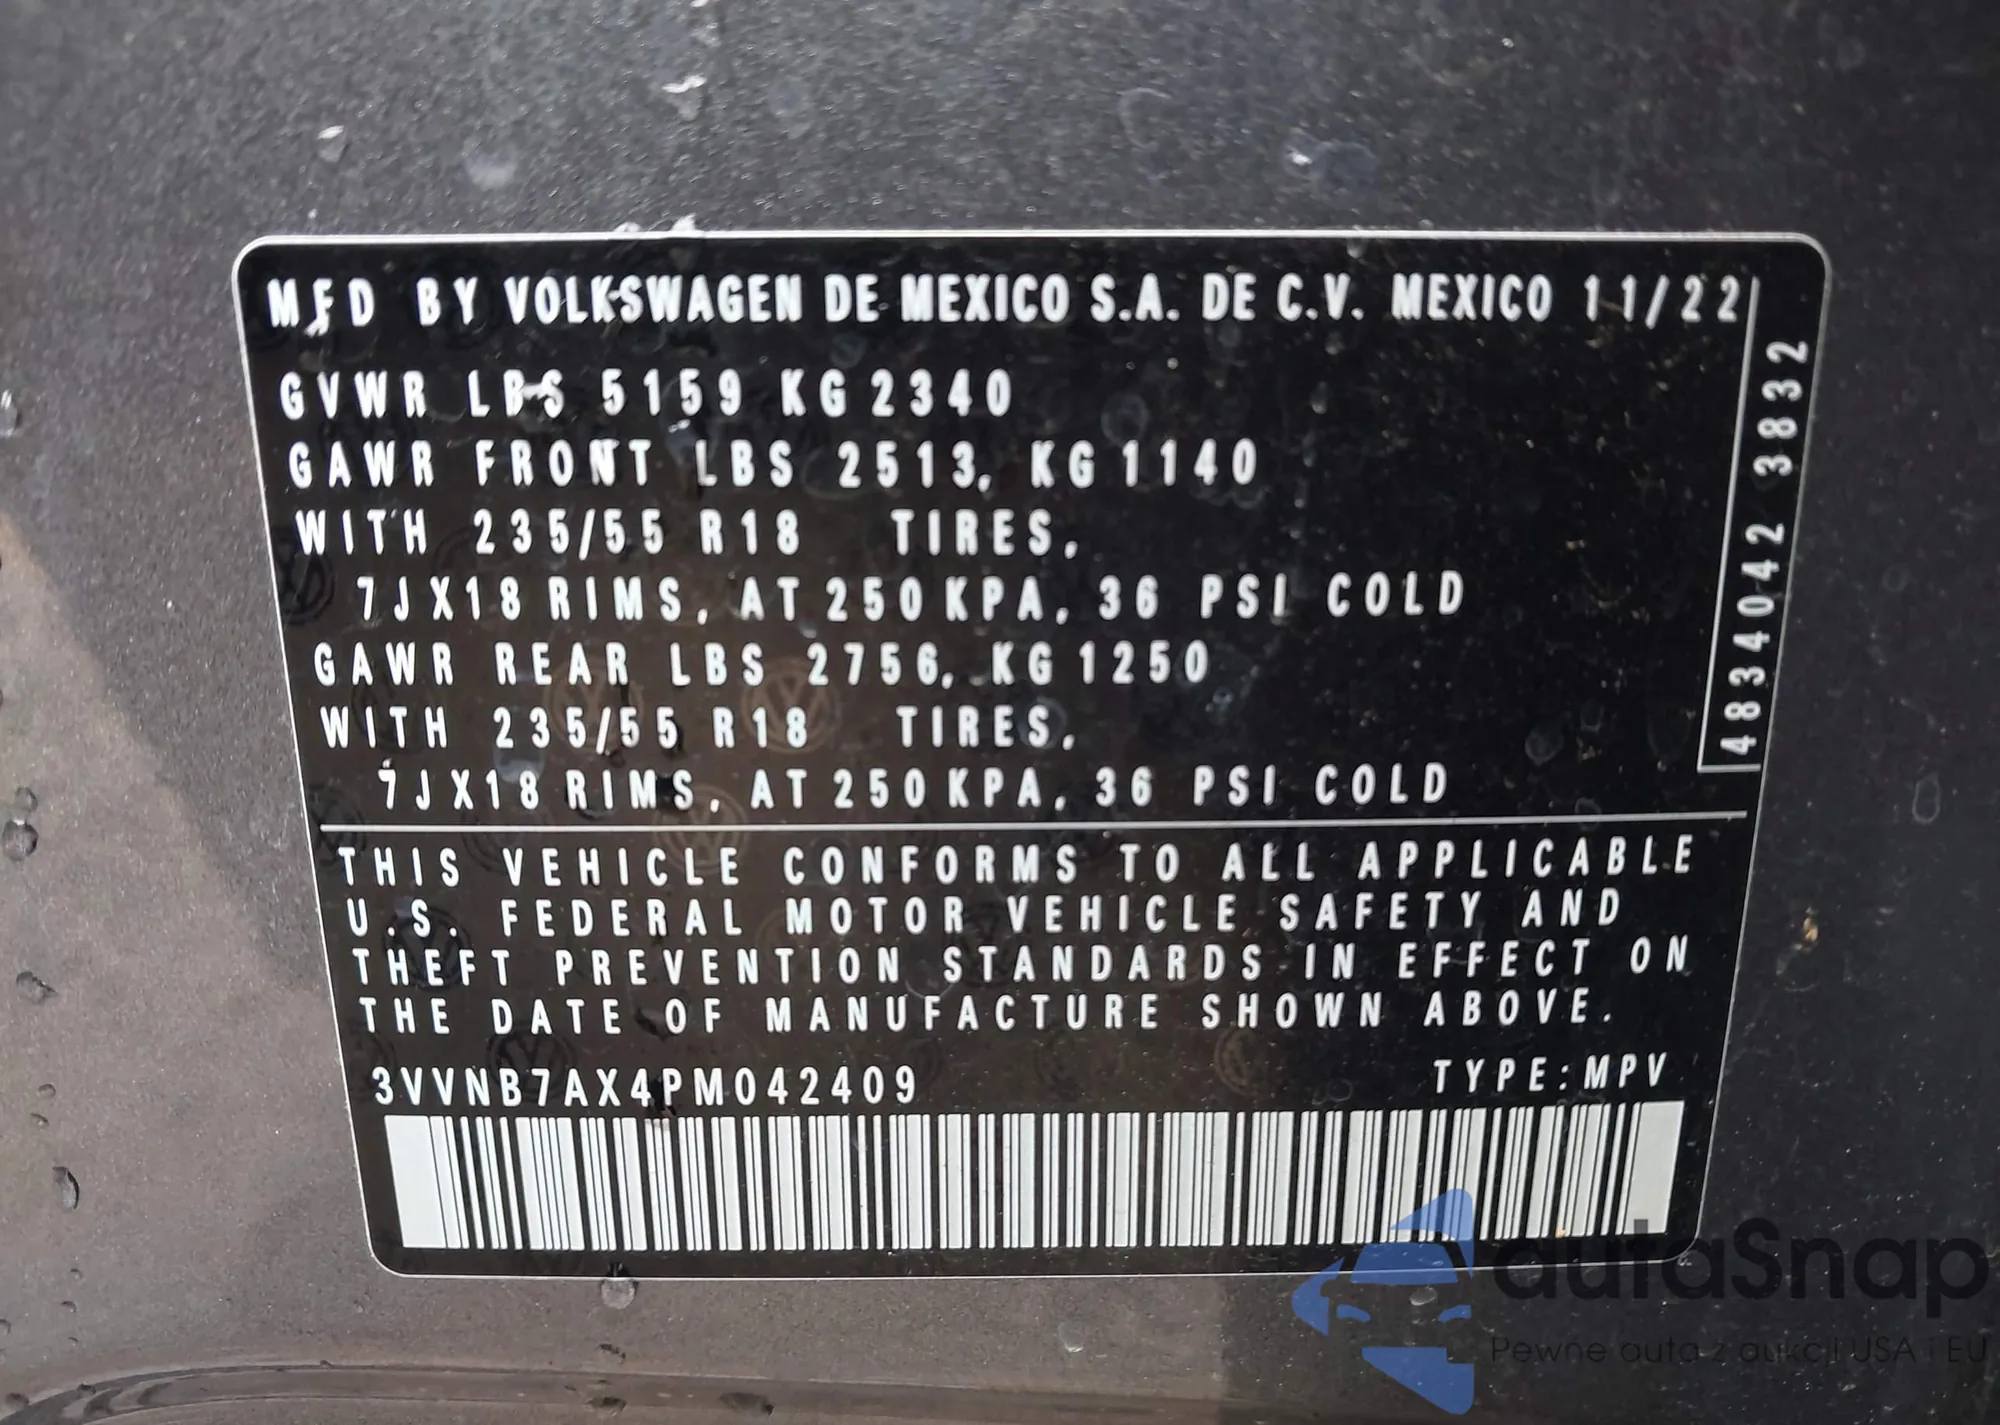 MFD BY VOLKSWAGEN DE MEXICO S.A. DE C.V. MEXICO 11/22
GVWR LBS 5159 KG 2340
GAWR FRONT LBS 2513, KG 1140
WITH 235/55 R18 TIRES,
7JX18 RIMS, AT 250 KPA, 36 PSI COLD
GAWR REAR LBS 2756, KG 1250
WITH 235/55 R18 TIRES,
7JX18 RIMS, AT 250 KPA, 36 PSI COLD
4834042 3832
THIS VEHICLE CONFORMS TO ALL APPLICABLE
U.S. FEDERAL MOTOR VEHICLE SAFETY AND
THEFT PREVENTION STANDARDS IN EFFECT ON
THE DATE OF MANUFACTURE SHOWN ABOVE.
3VVNB7AX4PM042409 TYPE:MPV
autaSnap
Pewne auta z aukcji USA i EU